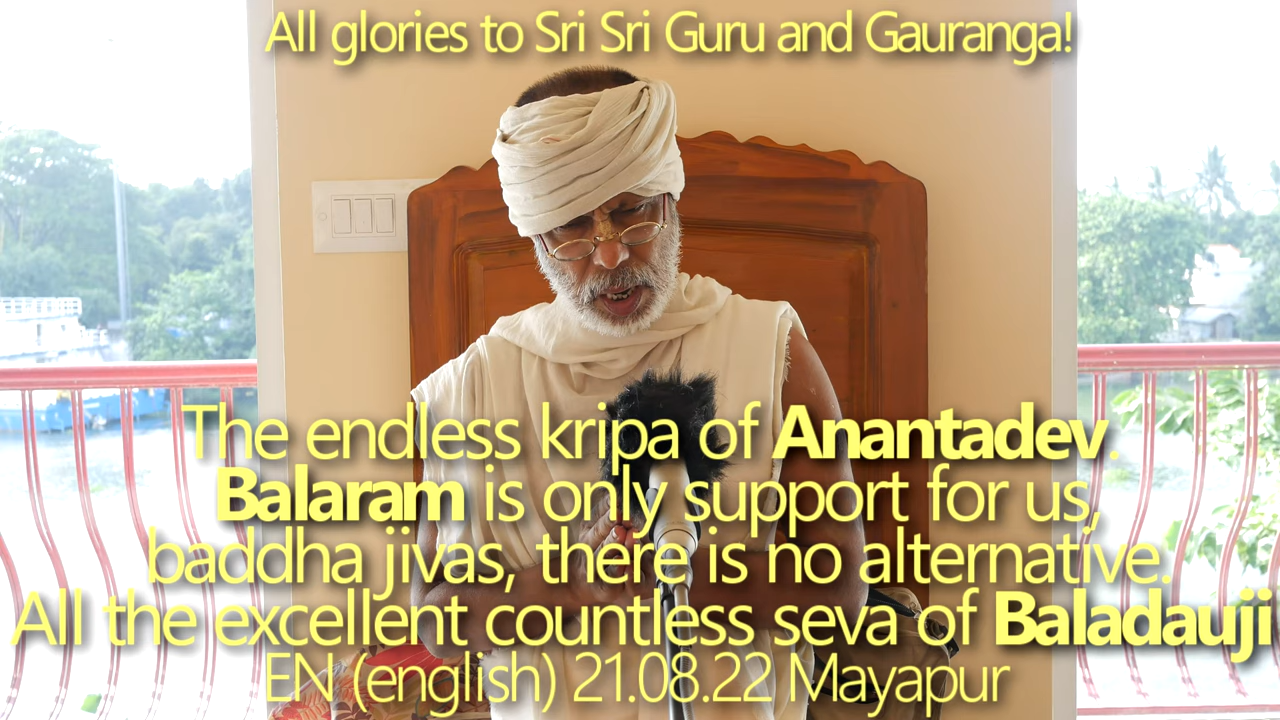 All glories to Sri Sri Guru and Gauranga!
The endless kripa of Anantadev.
Balaram is only support for us,
baddha jivas, there is no alternative.
All the excellent countless seva of Baladauji
EN (english) 21.08.22 Mayapur